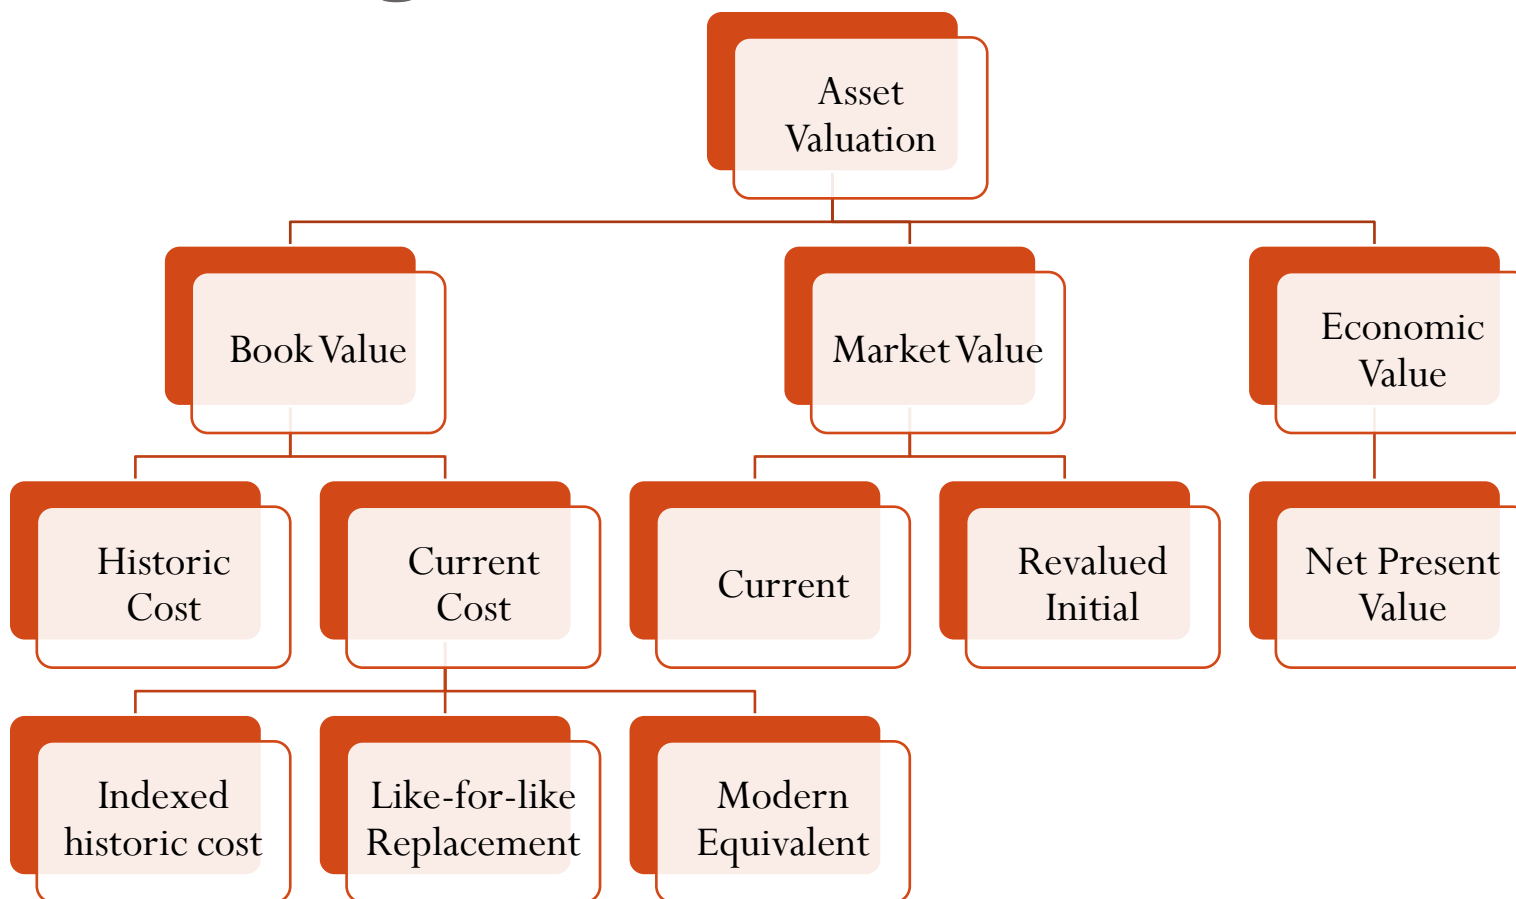 Asset
Valuation
Book Value
Market Value
Economic
Value
Historic
Cost
Current
Cost
Current
Revalued
Initial
Net Present
Value
Indexed
historic cost
Like-for-like
Replacement
Modern
Equivalent